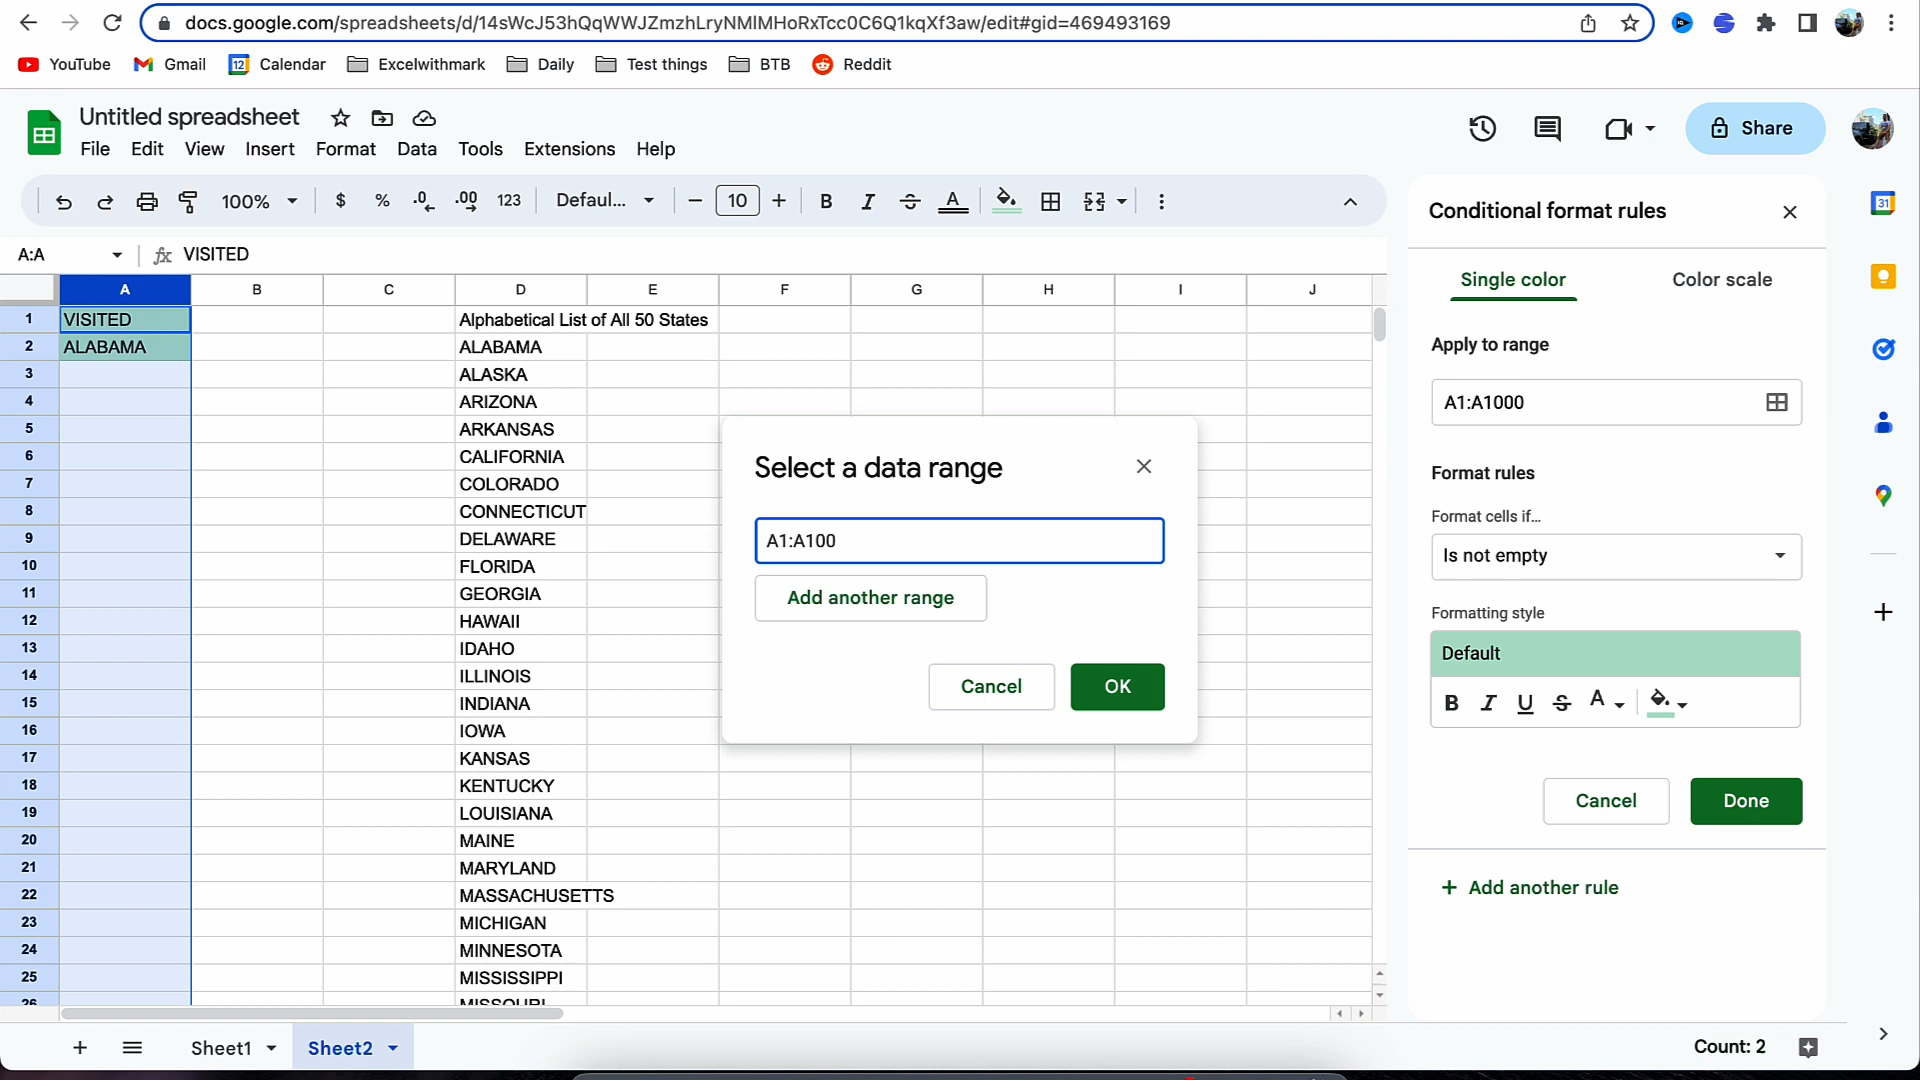 docs.google.com/spreadsheets/d/14sWcJ53hQqWWJZmzhLryNMIMHoRxTcc0C6Q1kqXf3aw/edit#gid=469493169
YouTube Gmail 12 Calendar Excelwithmark Daily Test things BTB Reddit
Untitled spreadsheet
File Edit View Insert Format Data Tools Extensions Help
Share
100% $ % .0 .00 123 Defaul... − 10 + B I S A
A:A fx VISITED
A B C D E F G H I J
1 VISITED Alphabetical List of All 50 States
2 ALABAMA ALABAMA
3 ALASKA
4 ARIZONA
5 ARKANSAS
6 CALIFORNIA
7 COLORADO
8 CONNECTICUT
9 DELAWARE
10 FLORIDA
11 GEORGIA
12 HAWAII
13 IDAHO
14 ILLINOIS
15 INDIANA
16 IOWA
17 KANSAS
18 KENTUCKY
19 LOUISIANA
20 MAINE
21 MARYLAND
22 MASSACHUSETTS
23 MICHIGAN
24 MINNESOTA
25 MISSISSIPPI
26 MISSOURI
Select a data range
A1:A100
Add another range
Cancel OK
Conditional format rules
Single color Color scale
Apply to range
A1:A1000
Format rules
Format cells if…
Is not empty
Formatting style
Default
B I U S A
Cancel Done
+ Add another rule
31
Sheet1 Sheet2 Count: 2